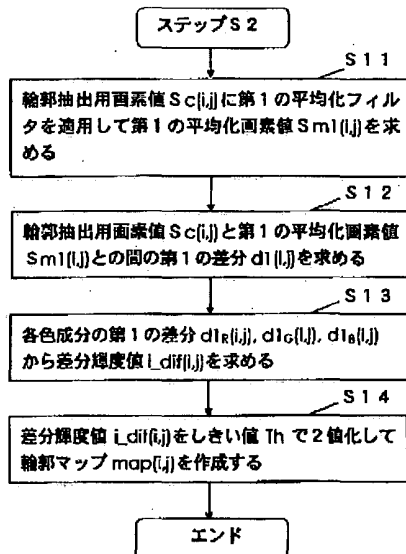 ステップS2
S11
輪郭抽出用画素値Sc(i,j)に第1の平均化フィル
タを適用して第1の平均化画素値Sm1(i,j)を求
める
S12
輪郭抽出用画素値Sc(i,j)と第1の平均化画素値
Sm1(i,j)との間の第1の差分d1(i,j)を求める
S13
各色成分の第1の差分d1R(i,j), d1G(i,j), d1B(i,j)
から差分輝度値i_dif(i,j)を求める
S14
差分輝度値i_dif(i,j)をしきい値Thで2値化して
輪郭マップmap(i,j)を作成する
エンド